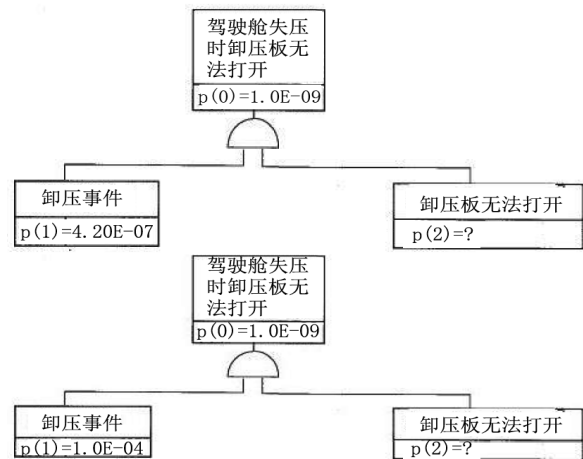 驾驶舱失压
时卸压板无
法打开
p(0)=1.0E-09
卸压事件
p(1)=4.20E-07
卸压板无法打开
p(2)=?
驾驶舱失压
时卸压板无
法打开
p(0)=1.0E-09
卸压事件
p(1)=1.0E-04
卸压板无法打开
p(2)=?